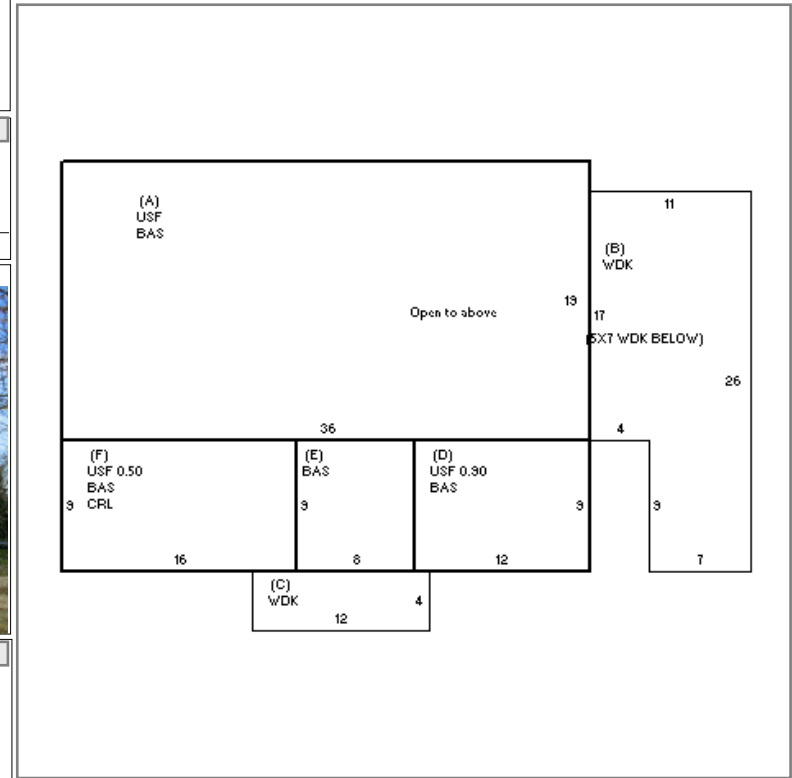 (A)
USF
BAS
11
(B)
WDK
19
Open to above
17
(5X7 WDK BELOW)
26
36
4
(F)
USF 0.50
BAS
CRL
9
16
(E)
BAS
9
8
(D)
USF 0.90
BAS
9
12
9
7
(C)
WDK
4
12